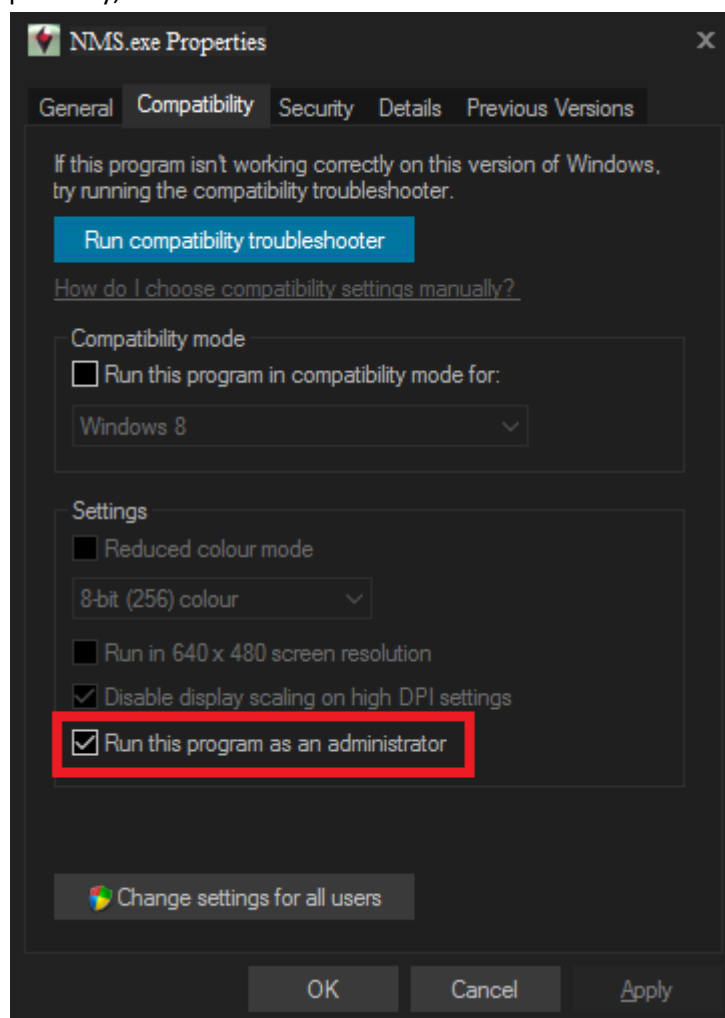 NMS.exe Properties
General Compatibility Security Details Previous Versions
If this program isn't working correctly on this version of Windows,
try running the compatibility troubleshooter.
Run compatibility troubleshooter
How do I choose compatibility settings manually?
Compatibility mode
Run this program in compatibility mode for:
Windows 8
Settings
Reduced colour mode
8-bit (256) colour
Run in 640 x 480 screen resolution
Disable display scaling on high DPI settings
Run this program as an administrator
Change settings for all users
OK Cancel Apply